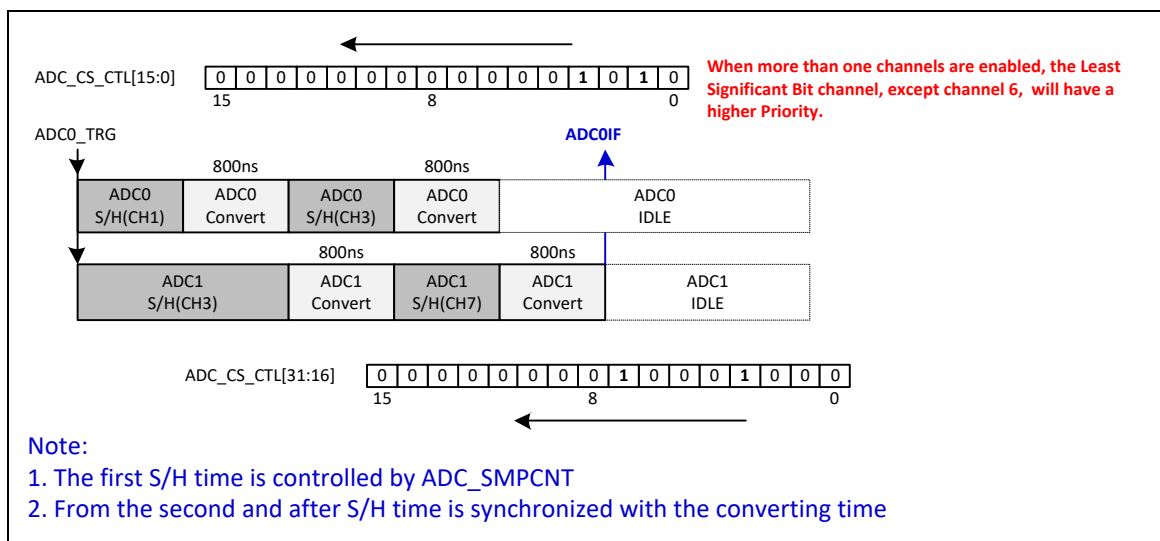 ADC_CS_CTL[15:0]
0 0 0 0 0 0 0 0 0 0 0 0 1 0 1 0
15 8 0
When more than one channels are enabled, the Least
Significant Bit channel, except channel 6, will have a
higher Priority.
ADC0_TRG
ADC0IF
800ns 800ns
ADC0 ADC0 ADC0 ADC0 ADC0
S/H(CH1) Convert S/H(CH3) Convert IDLE
800ns 800ns
ADC1 ADC1 ADC1 ADC1 ADC1
S/H(CH3) Convert S/H(CH7) Convert IDLE
ADC_CS_CTL[31:16]
0 0 0 0 0 0 0 0 1 0 0 0 1 0 0 0
15 8 0
Note:
1. The first S/H time is controlled by ADC_SMPCNT
2. From the second and after S/H time is synchronized with the converting time